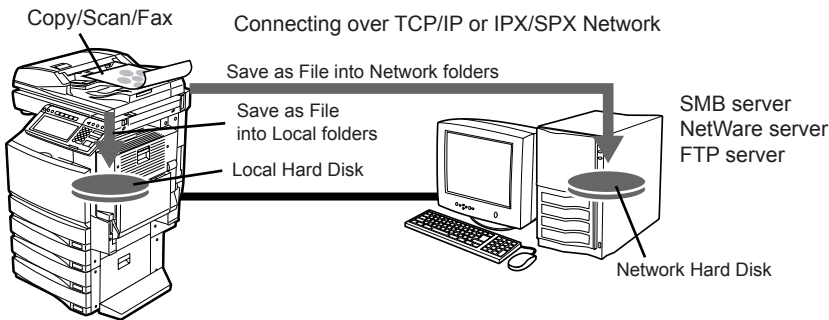 Copy/Scan/Fax
Connecting over TCP/IP or IPX/SPX Network
Save as File into Network folders
Save as File
into Local folders
Local Hard Disk
SMB server
NetWare server
FTP server
Network Hard Disk